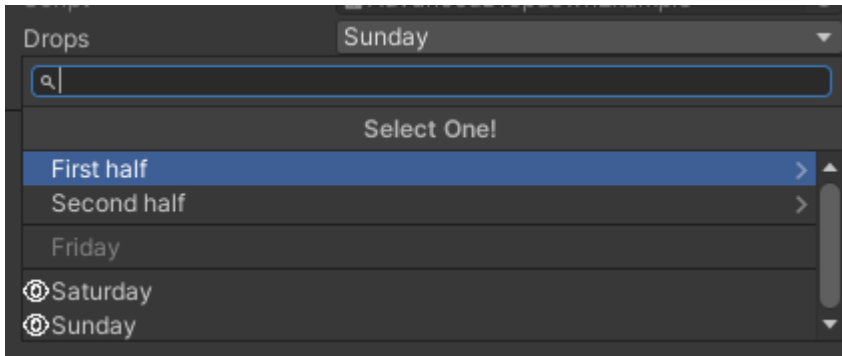 Drops
Sunday
Select One!
First half
Second half
Friday
Saturday
Sunday